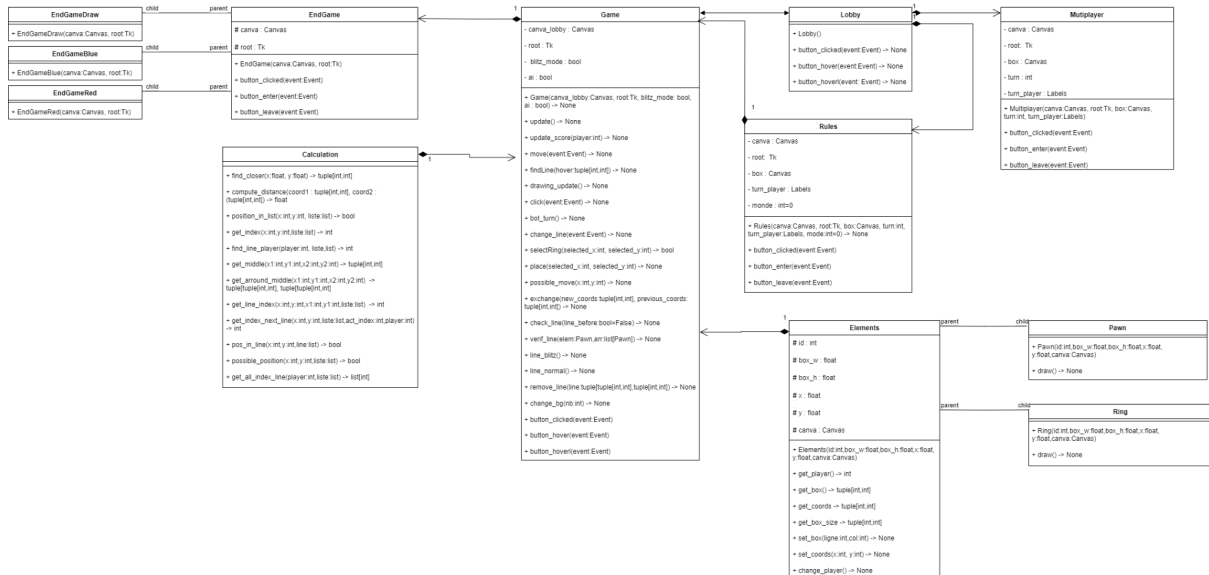 EndGameDraw
+ EndGameDraw(canva:Canvas, root:Tk)
child
parent
EndGameBlue
+ EndGameBlue(canva:Canvas, root:Tk)
child
parent
EndGameRed
+ EndGameRed(canva:Canvas, root:Tk)
child
parent
EndGame
# canva : Canvas
# root : Tk
+ EndGame(canva:Canvas, root:Tk)
+ button_clicked(event:Event)
+ button_enter(event:Event)
+ button_leave(event:Event)
1
Calculation
+ find_closer(x:float, y:float) -> tuple[int,int]
+ compute_distance(coord1 : tuple[int,int], coord2 :
(tuple[int,int]) -> float
+ position_in_list(x:int,y:int, liste:list) -> bool
+ get_index(x:int,y:int,liste:list) -> int
+ find_line_player(player:int, liste,list) -> int
+ get_middle(x1:int,y1:int,x2:int,y2:int) -> tuple[int,int]
+ get_arround_middle(x1:int,y1:int,x2:int,y2:int) ->
tuple[tuple[int,int], tuple[tuple[int,int]
+ get_line_index(x:int,y:int,x1:int,y1:int,liste:list) -> int
+ get_index_next_line(x:int,y:int,liste:list,act_index:int,player:int)
-> int
+ pos_in_line(x:int,y:int,line:list) -> bool
+ possible_position(x:int,y:int,liste:list) -> bool
+ get_all_index_line(player:int,liste:list) -> list[int]
1
Game
- canva_lobby : Canvas
- root : Tk
- blitz_mode : bool
- ai : bool
+ Game(canva_lobby:Canvas, root:Tk, blitz_mode: bool,
ai : bool) -> None
+ update() -> None
+ update_score(player:int) -> None
+ move(event:Event) -> None
+ findLine(hover:tuple[int,int]) -> None
+ drawing_update() -> None
+ click(event:Event) -> None
+ bot_turn() -> None
+ change_line(event:Event) -> None
+ selectRing(selected_x:int, selected_y:int) -> bool
+ place(selected_x:int, selected_y:int) -> None
+ possible_move(x:int,y:int) -> None
+ exchange(new_coords:tuple[int,int], previous_coords:
tuple[int,int]) -> None
+ check_line(line_before:bool=False) -> None
+ verif_line(elem:Pawn,arr:list[Pawn]) -> None
+ line_blitz() -> None
+ line_normal() -> None
+ remove_line(line:tuple[tuple[int,int],tuple[int,int]) -> None
+ change_bg(nb:int) -> None
+ button_clicked(event:Event)
+ button_hover(event:Event)
+ button_hoverl(event:Event)
Lobby
+ Lobby()
+ button_clicked(event:Event) -> None
+ button_hover(event:Event) -> None
+ button_hoverl(event: Event) -> None
1
1
1
Rules
- canva : Canvas
- root: Tk
- box : Canvas
- turn_player : Labels
- monde : int=0
+ Rules(canva:Canvas, root:Tk, box:Canvas, turn:int,
turn_player:Labels, mode:int=0) -> None
+ button_clicked(event:Event)
+ button_enter(event:Event)
+ button_leave(event:Event)
Mutiplayer
- canva : Canvas
- root: Tk
- box : Canvas
- turn : int
- turn_player : Labels
+ Multiplayer(canva:Canvas, root:Tk, box:Canvas,
turn:int, turn_player:Labels)
+ button_clicked(event:Event)
+ button_enter(event:Event)
+ button_leave(event:Event)
1
Elements
# id : int
# box_w : float
# box_h : float
# x : float
# y : float
# canva : Canvas
+ Elements(id:int,box_w:float,box_h:float,x:float,
y:float,canva:Canvas)
+ get_player() -> int
+ get_box() -> tuple[int,int]
+ get_coords -> tuple[int,int]
+ get_box_size -> tuple[int,int]
+ set_box(ligne:int,col:int) -> None
+ set_coords(x:int, y:int) -> None
+ change_player() -> None
parent
child
Pawn
+ Pawn(id:int,box_w:float,box_h:float,x:float,
y:float,canva:Canvas)
+ draw() -> None
parent
child
Ring
+ Ring(id:int,box_w:float,box_h:float,x:float,
y:float,canva:Canvas)
+ draw() -> None